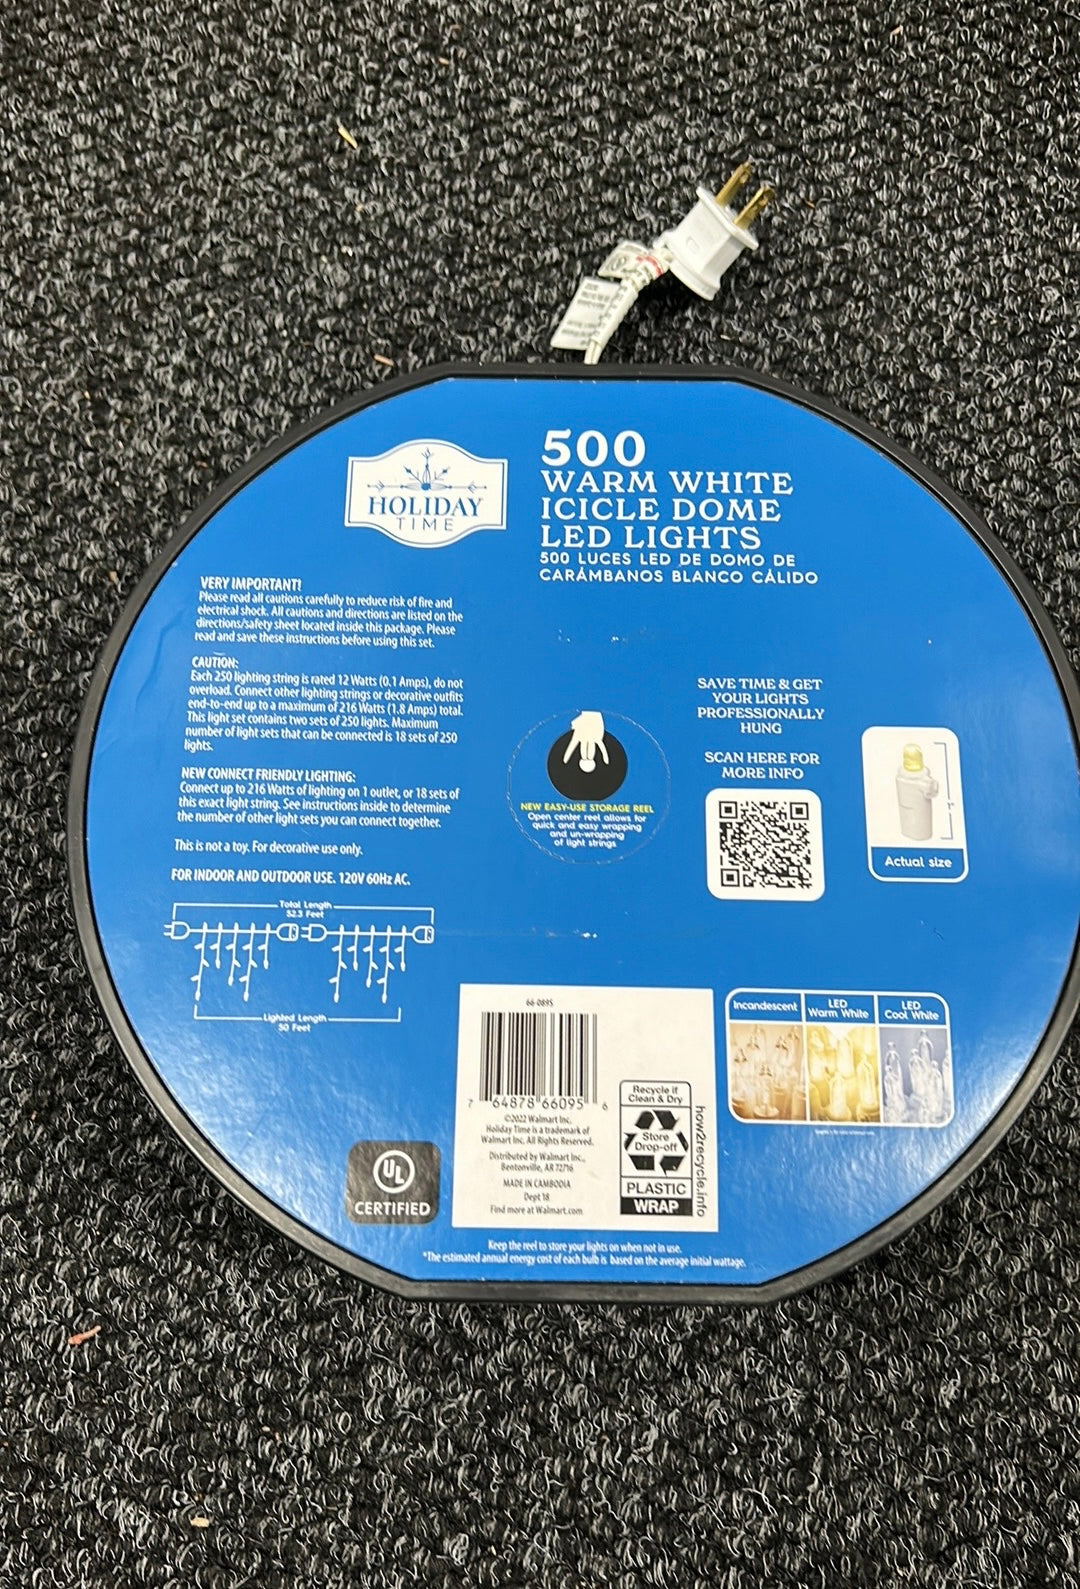 HOLIDAY
TIME
500
WARM WHITE
ICICLE DOME
LED LIGHTS
500 LUCES LED DE DOMO DE
CARÁMBANOS BLANCO CÁLIDO
VERY IMPORTANT!
Please read all cautions carefully to reduce risk of fire and
electrical shock. All cautions and directions are listed on the
directions/safety sheet located inside this package. Please
read and save these instructions before using this set.
CAUTION:
Each 250 lighting string is rated 12 Watts (0.1 Amps), do not
overload. Connect other lighting strings or decorative outfits
end-to-end up to a maximum of 216 Watts (1.8 Amps) total.
This light set contains two sets of 250 lights. Maximum
number of light sets that can be connected is 18 sets of 250
lights.
NEW CONNECT FRIENDLY LIGHTING:
Connect up to 216 Watts of lighting on 1 outlet, or 18 sets of
this exact light string. See instructions inside to determine
the number of other light sets you can connect together.
This is not a toy. For decorative use only.
FOR INDOOR AND OUTDOOR USE. 120V 60Hz AC.
Total Length
52.3 Feet
Lighted Length
50 Feet
NEW EASY-USE STORAGE REEL
Open center reel allows for
quick and easy wrapping
and un-wrapping
of light strings
SAVE TIME & GET
YOUR LIGHTS
PROFESSIONALLY
HUNG
SCAN HERE FOR
MORE INFO
1"
Actual size
Incandescent
LED
Warm White
LED
Cool White
66-0895
7 64878 66095 6
©2022 Walmart Inc.
Holiday Time is a trademark of
Walmart Inc. All Rights Reserved.
Distributed by Walmart Inc.,
Bentonville, AR 72716
MADE IN CAMBODIA
Dept 18
Find more at Walmart.com
Recycle if
Clean & Dry
Store
Drop-off
PLASTIC
WRAP
how2recycle.info
UL
CERTIFIED
Keep the reel to store your lights on when not in use.
*The estimated annual energy cost of each bulb is based on the average initial wattage.